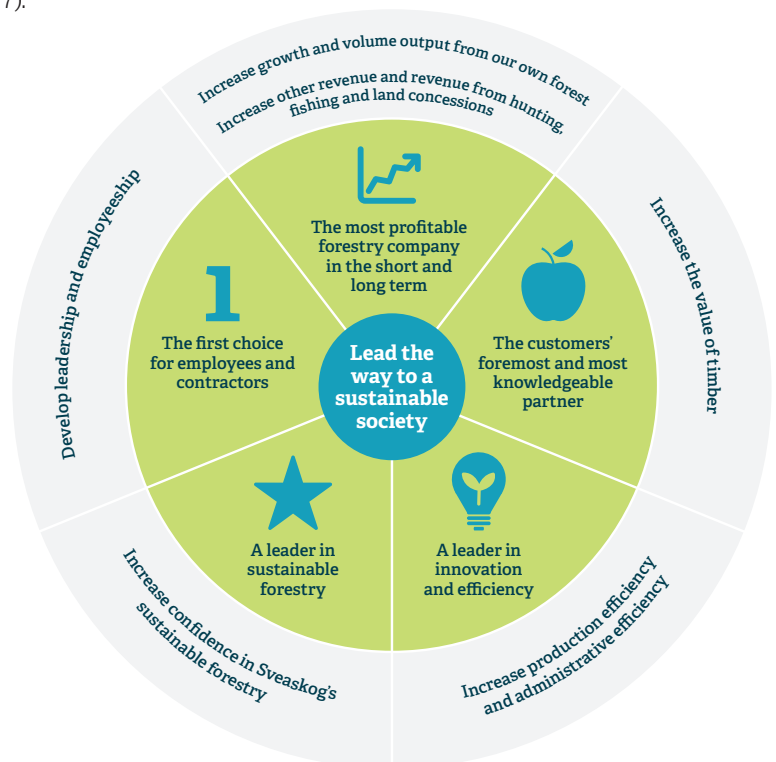 7).
Increase growth and volume output from our own forest
Increase other revenue and revenue from hunting,
fishing and land concessions
Develop leadership and employeeship
Increase the value of timber
The most profitable
forestry company
in the short and
long term
1
The first choice
for employees and
contractors
The customers'
foremost and most
knowledgeable
partner
Lead the
way to a
sustainable
society
A leader in
sustainable
forestry
A leader in
innovation
and efficiency
Increase confidence in Sveaskog's
sustainable forestry
Increase production efficiency
and administrative efficiency